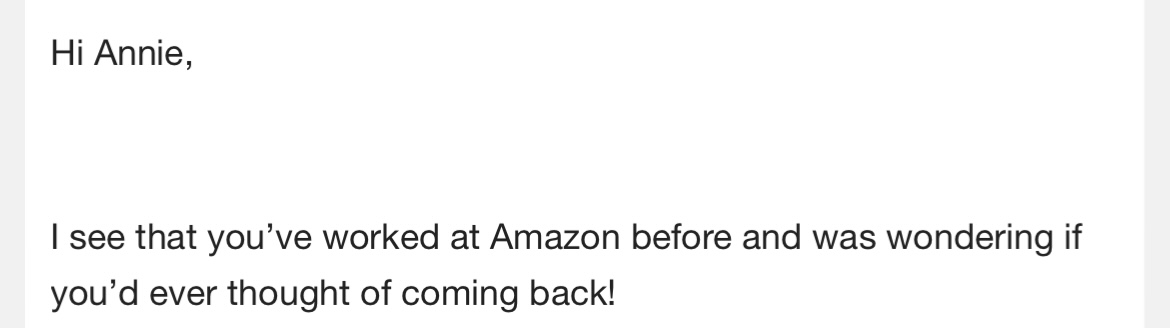 Hi Annie,
I see that you’ve worked at Amazon before and was wondering if
you’d ever thought of coming back!